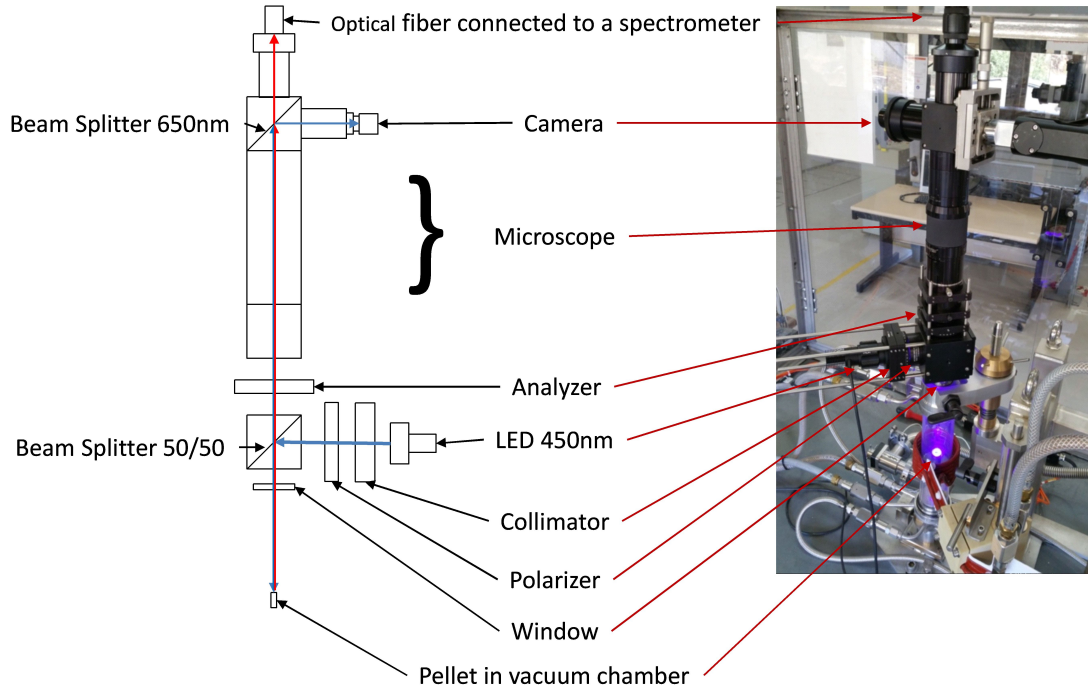 Optical fiber connected to a spectrometer
Beam Splitter 650nm
Camera
Microscope
Analyzer
Beam Splitter 50/50
LED 450nm
Collimator
Polarizer
Window
Pellet in vacuum chamber